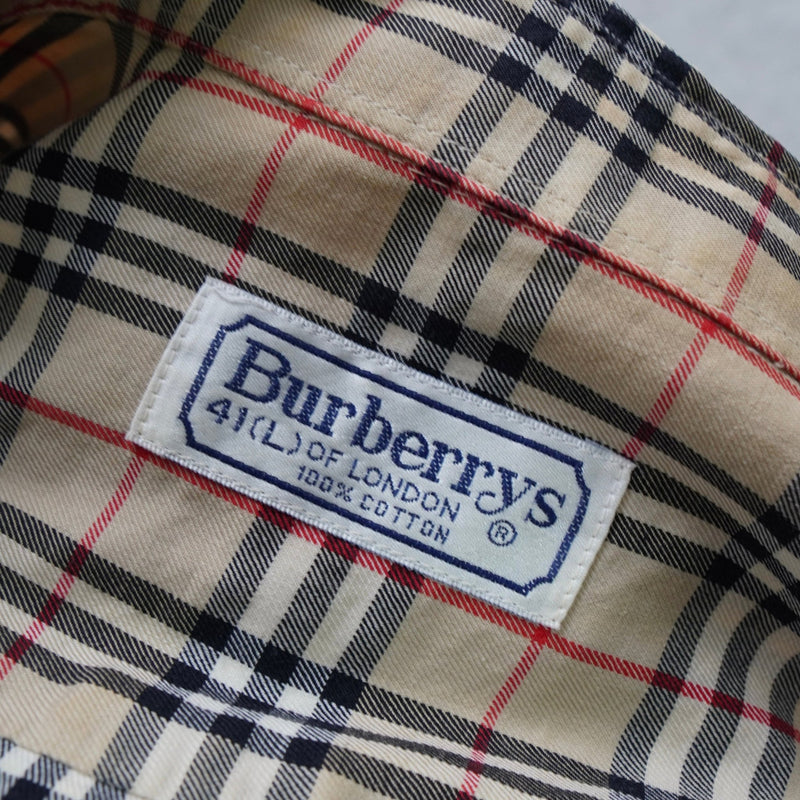 Burberrys
41(L) OF LONDON ®
100% COTTON